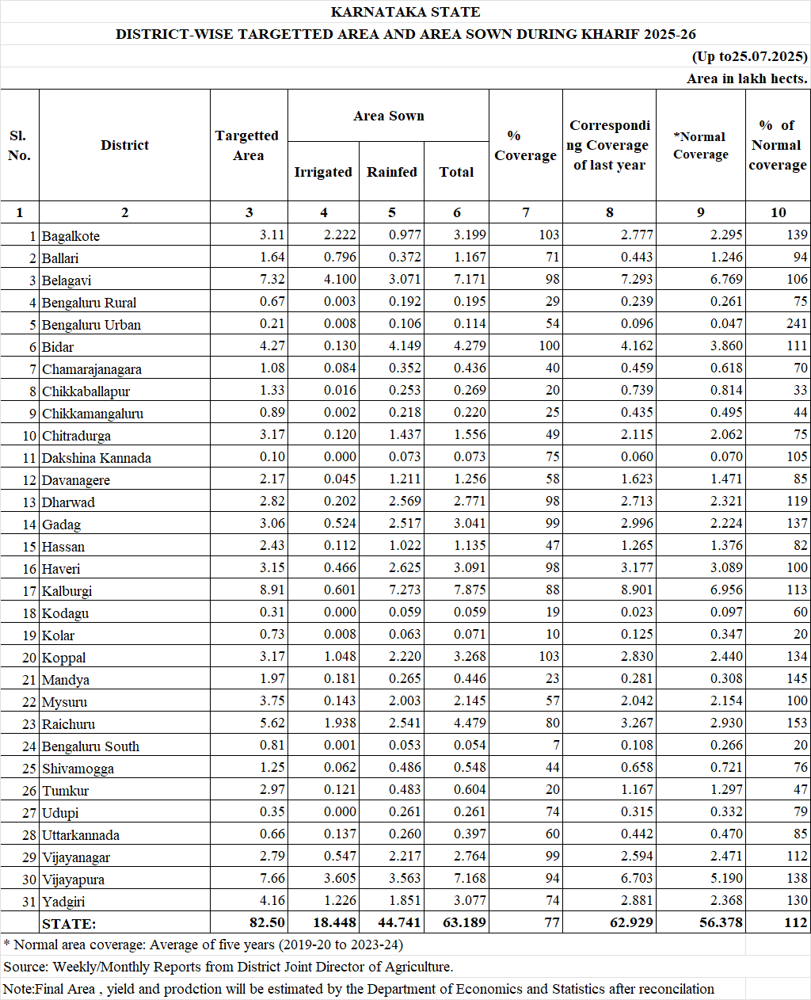 KARNATAKA STATE
DISTRICT-WISE TARGETTED AREA AND AREA SOWN DURING KHARIF 2025-26
(Up to25.07.2025)
Area in lakh hects.
Sl. No. District Targetted Area Area Sown % Coverage Correspondi ng Coverage of last year *Normal Coverage % of Normal coverage
Irrigated Rainfed Total
1 2 3 4 5 6 7 8 9 10
1 Bagalkote 3.11 2.222 0.977 3.199 103 2.777 2.295 139
2 Ballari 1.64 0.796 0.372 1.167 71 0.443 1.246 94
3 Belagavi 7.32 4.100 3.071 7.171 98 7.293 6.769 106
4 Bengaluru Rural 0.67 0.003 0.192 0.195 29 0.239 0.261 75
5 Bengaluru Urban 0.21 0.008 0.106 0.114 54 0.096 0.047 241
6 Bidar 4.27 0.130 4.149 4.279 100 4.162 3.860 111
7 Chamarajanagara 1.08 0.084 0.352 0.436 40 0.459 0.618 70
8 Chikkaballapur 1.33 0.016 0.253 0.269 20 0.739 0.814 33
9 Chikkamangaluru 0.89 0.002 0.218 0.220 25 0.435 0.495 44
10 Chitradurga 3.17 0.120 1.437 1.556 49 2.115 2.062 75
11 Dakshina Kannada 0.10 0.000 0.073 0.073 75 0.060 0.070 105
12 Davanagere 2.17 0.045 1.211 1.256 58 1.623 1.471 85
13 Dharwad 2.82 0.202 2.569 2.771 98 2.713 2.321 119
14 Gadag 3.06 0.524 2.517 3.041 99 2.996 2.224 137
15 Hassan 2.43 0.112 1.022 1.135 47 1.265 1.376 82
16 Haveri 3.15 0.466 2.625 3.091 98 3.177 3.089 100
17 Kalburgi 8.91 0.601 7.273 7.875 88 8.901 6.956 113
18 Kodagu 0.31 0.000 0.059 0.059 19 0.023 0.097 60
19 Kolar 0.73 0.008 0.063 0.071 10 0.125 0.347 20
20 Koppal 3.17 1.048 2.220 3.268 103 2.830 2.440 134
21 Mandya 1.97 0.181 0.265 0.446 23 0.281 0.308 145
22 Mysuru 3.75 0.143 2.003 2.145 57 2.042 2.154 100
23 Raichuru 5.62 1.938 2.541 4.479 80 3.267 2.930 153
24 Bengaluru South 0.81 0.001 0.053 0.054 7 0.108 0.266 20
25 Shivamogga 1.25 0.062 0.486 0.548 44 0.658 0.721 76
26 Tumkur 2.97 0.121 0.483 0.604 20 1.167 1.297 47
27 Udupi 0.35 0.000 0.261 0.261 74 0.315 0.332 79
28 Uttarkannada 0.66 0.137 0.260 0.397 60 0.442 0.470 85
29 Vijayanagar 2.79 0.547 2.217 2.764 99 2.594 2.471 112
30 Vijayapura 7.66 3.605 3.563 7.168 94 6.703 5.190 138
31 Yadgiri 4.16 1.226 1.851 3.077 74 2.881 2.368 130
STATE: 82.50 18.448 44.741 63.189 77 62.929 56.378 112
* Normal area coverage: Average of five years (2019-20 to 2023-24)
Source: Weekly/Monthly Reports from District Joint Director of Agriculture.
Note:Final Area , yield and prodction will be estimated by the Department of Economics and Statistics after reconcilation